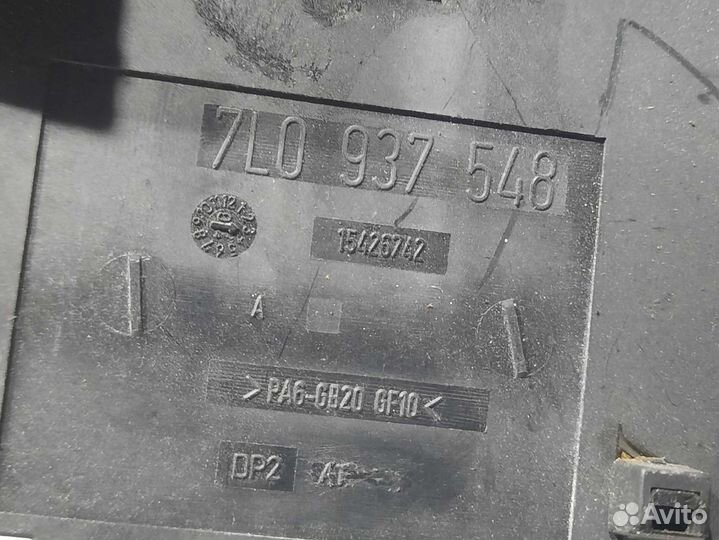 7L0 937 548
15426742
A
>PA6-GB20 GF10<
DP2
Avito